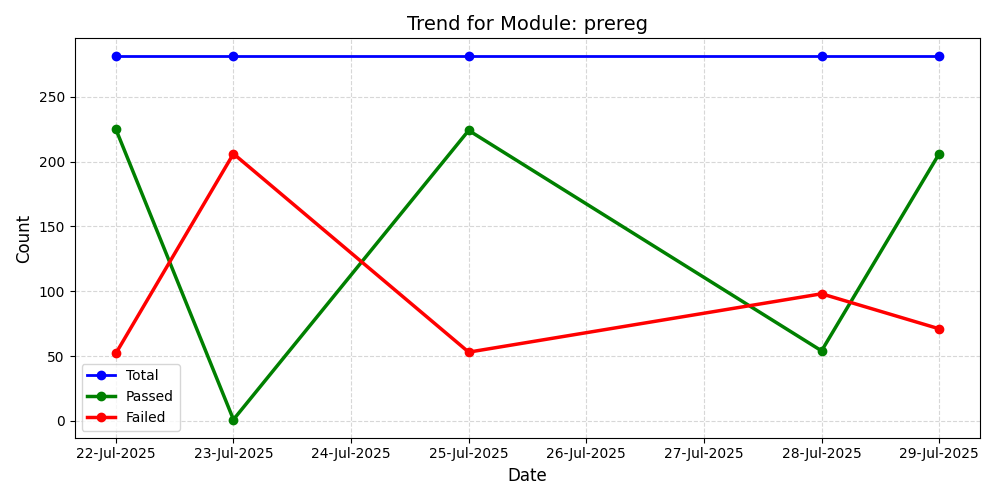 Trend for Module: prereg
Count
250
200
150
100
50
0
Total
Passed
Failed
22-Jul-2025
23-Jul-2025
24-Jul-2025
25-Jul-2025
26-Jul-2025
27-Jul-2025
28-Jul-2025
29-Jul-2025
Date